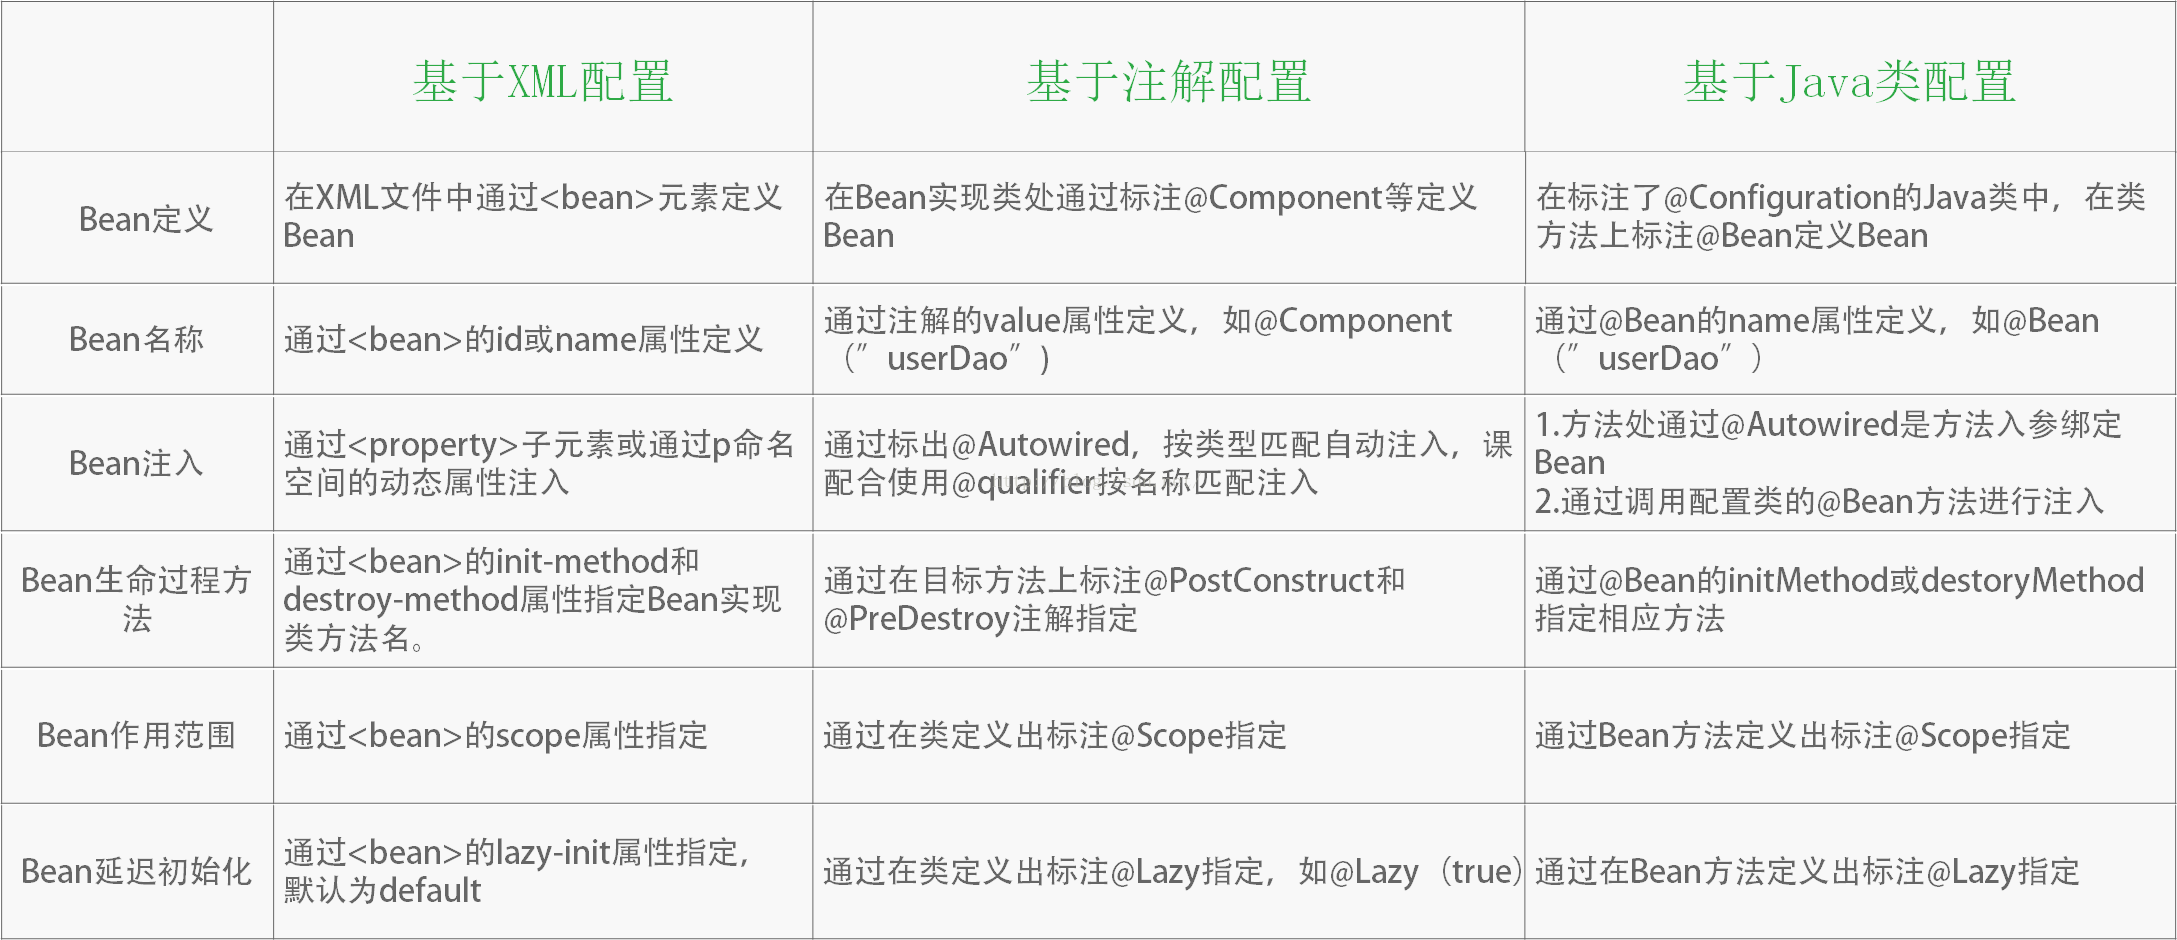 基于XML配置
基于注解配置
基于Java类配置
Bean定义
在XML文件中通过<bean>元素定义
Bean
在Bean实现类处通过标注@Component等定义
Bean
在标注了@Configuration的Java类中，在类
方法上标注@Bean定义Bean
Bean名称
通过<bean>的id或name属性定义
通过注解的value属性定义，如@Component
（”userDao”)
通过@Bean的name属性定义，如@Bean
（”userDao”）
Bean注入
通过<property>子元素或通过p命名
空间的动态属性注入
通过标出@Autowired，按类型匹配自动注入，课
配合使用@qualifier按名称匹配注入
1.方法处通过@Autowired是方法入参绑定
Bean
2.通过调用配置类的@Bean方法进行注入
Bean生命过程方
法
通过<bean>的init-method和
destroy-method属性指定Bean实现
类方法名。
通过在目标方法上标注@PostConstruct和
@PreDestroy注解指定
通过@Bean的initMethod或destoryMethod
指定相应方法
Bean作用范围
通过<bean>的scope属性指定
通过在类定义出标注@Scope指定
通过Bean方法定义出标注@Scope指定
Bean延迟初始化
通过<bean>的lazy-init属性指定,
默认为default
通过在类定义出标注@Lazy指定，如@Lazy（true）
通过在Bean方法定义出标注@Lazy指定